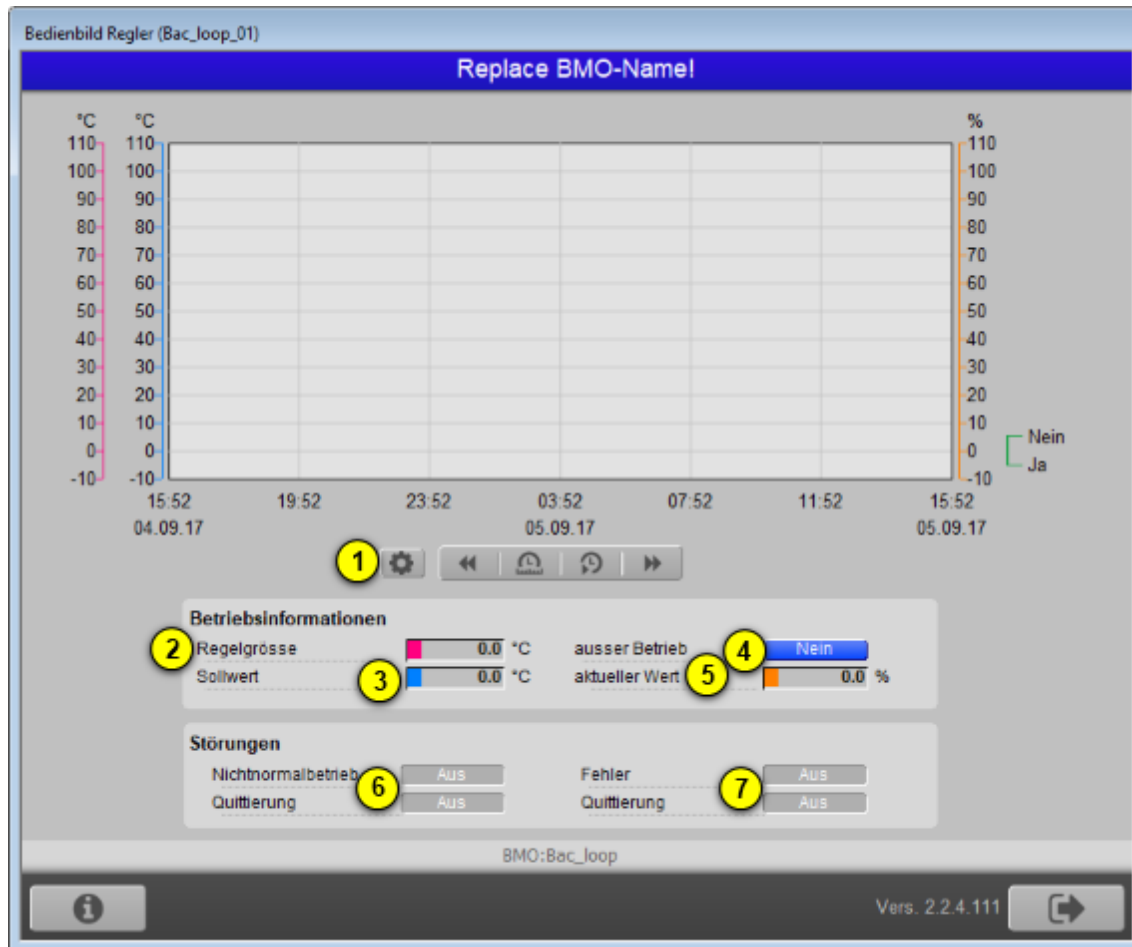 Bedienbild Regler (Bac_loop_01)
Replace BMO-Name!
°C °C %
110 110 110
100 100 100
90 90 90
80 80 80
70 70 70
60 60 60
50 50 50
40 40 40
30 30 30
20 20 20
10 10 10
Nein
0 0 0
Ja
-10 -10 -10
15:52 19:52 23:52 03:52 07:52 11:52 15:52
04.09.17 05.09.17 05.09.17
1
Betriebsinformationen
2 Regelgrösse 0.0 °C ausser Betrieb 4 Nein
Sollwert 3 0.0 °C aktueller Wert 5 0.0 %
Störungen
Nichtnormalbetrieb Aus Fehler Aus
6 7
Quittierung Aus Quittierung Aus
BMO:Bac_loop
Vers. 2.2.4.111